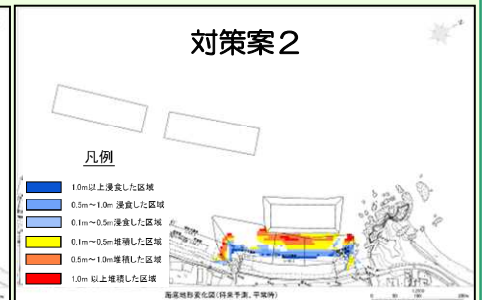 対策案２
凡例
1.0m以上浸食した区域
0.5m～1.0m 浸食した区域
0.1m～0.5m浸食した区域
0.1m～0.5m堆積した区域
0.5m～1.0m堆積した区域
1.0m 以上堆積した区域
海底地形変化図(将来予測、平常時)